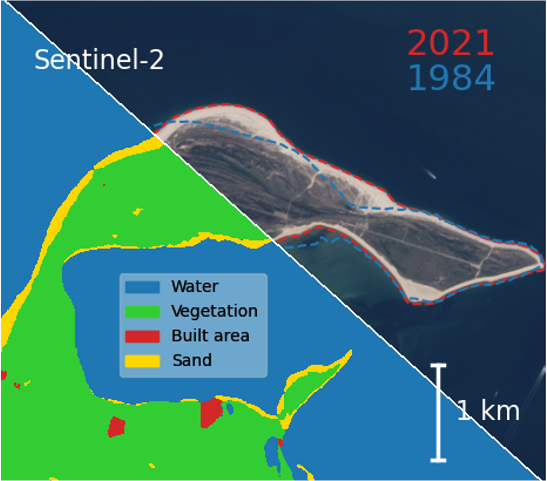 Sentinel-2
2021
1984
Water
Vegetation
Built area
Sand
1 km